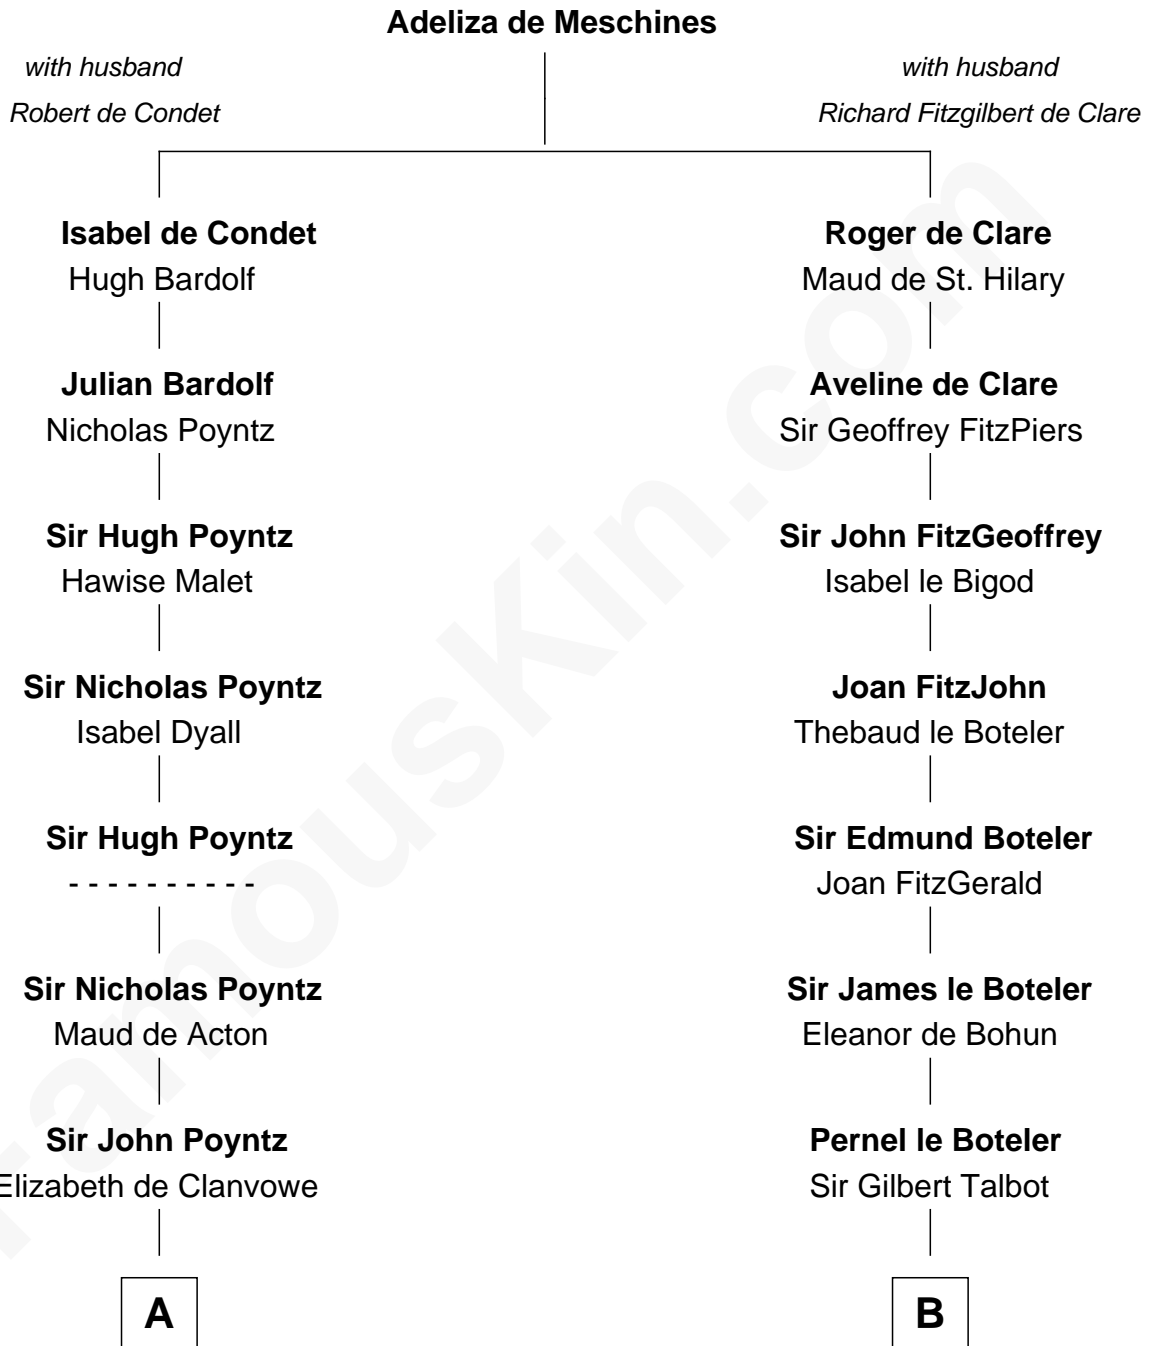 Adeliza de Meschines
with husband
Robert de Condet
with husband
Richard Fitzgilbert de Clare
Isabel de Condet
Hugh Bardolf
Roger de Clare
Maud de St. Hilary
Julian Bardolf
Nicholas Poyntz
Aveline de Clare
Sir Geoffrey FitzPiers
Sir Hugh Poyntz
Hawise Malet
Sir John FitzGeoffrey
Isabel le Bigod
Sir Nicholas Poyntz
Isabel Dyall
Joan FitzJohn
Thebaud le Boteler
Sir Hugh Poyntz
- - - - - - - - - -
Sir Edmund Boteler
Joan FitzGerald
Sir Nicholas Poyntz
Maud de Acton
Sir James le Boteler
Eleanor de Bohun
Sir John Poyntz
Elizabeth de Clanvowe
Pernel le Boteler
Sir Gilbert Talbot
A
B
famouskin.com